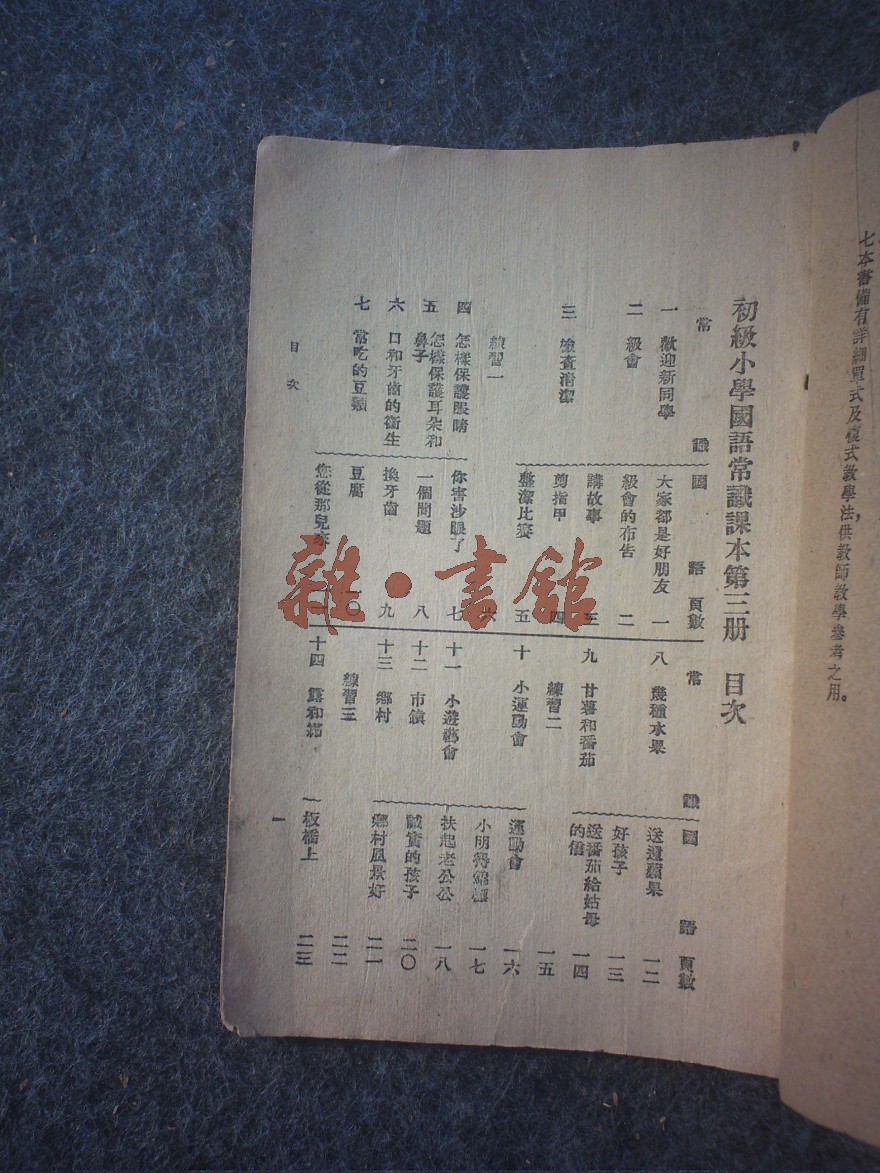 七本書備有詳細單式及複式教學法，供教師教學參考之用。
初級小學國語常識課本第三册　目次
常　識　國　語　頁數
一　歡迎新同學　大家都是好朋友　一
二　級會　級會的布告　二
講故事　三
三　檢查清潔　剪指甲　四
整潔比賽　五
練習一　六
四　怎樣保護眼睛　你害沙眼了　七
五　怎樣保護耳朵和鼻子　一個問題　八
六　口和牙齒的衞生　換牙齒　九
七　常吃的豆類　豆腐　一〇
您從那兒來
常　識　國　語　頁數
八　幾種水果　送還蘋果　一二
好孩子　一三
九　甘薯和番茄　送番茄給姑母的信　一四
練習二　一五
十　小運動會　運動會　一六
小明得錦標　一七
十一　小遊藝會　扶起老公公　一八
十二　市鎮　誠實的孩子　二〇
十三　鄉村　鄉村風景好　二一
練習三　二二
十四　露和霜　板橋上　二三
目次
一
雜·書館